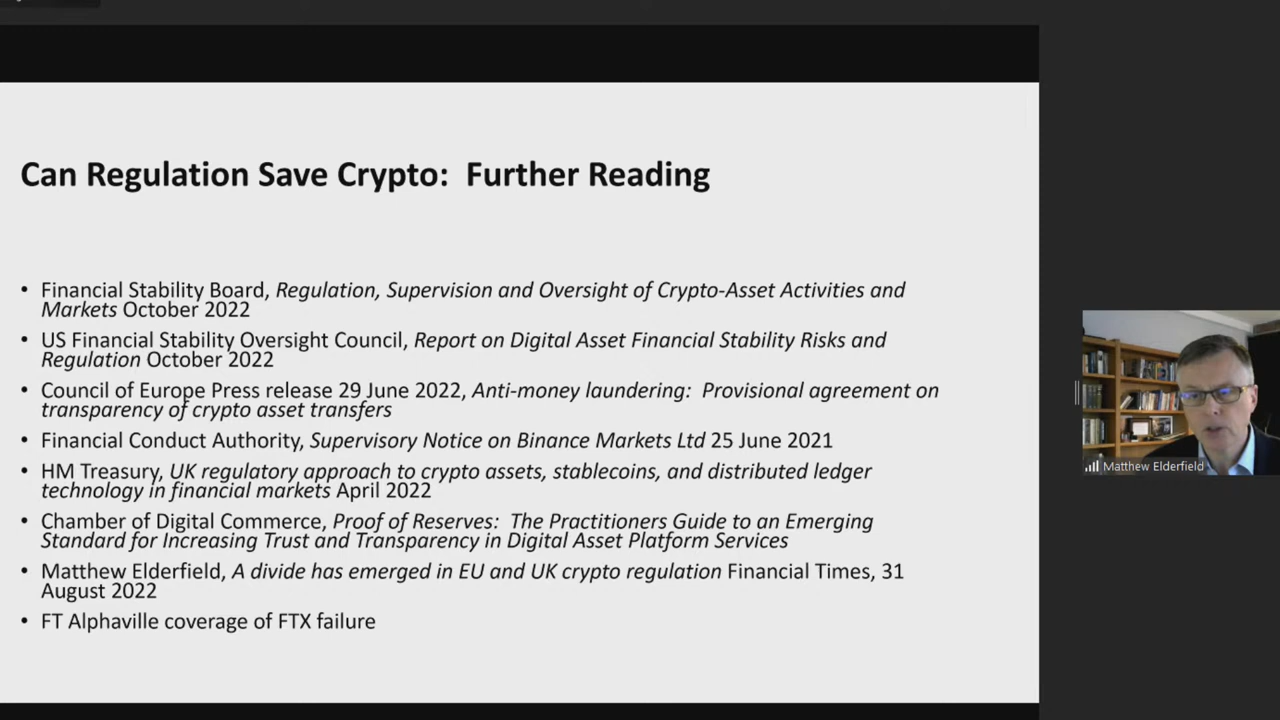 Can Regulation Save Crypto:  Further Reading
• Financial Stability Board, Regulation, Supervision and Oversight of Crypto-Asset Activities and
Markets October 2022
• US Financial Stability Oversight Council, Report on Digital Asset Financial Stability Risks and
Regulation October 2022
• Council of Europe Press release 29 June 2022, Anti-money laundering:  Provisional agreement on
transparency of crypto asset transfers
• Financial Conduct Authority, Supervisory Notice on Binance Markets Ltd 25 June 2021
• HM Treasury, UK regulatory approach to crypto assets, stablecoins, and distributed ledger
technology in financial markets April 2022
• Chamber of Digital Commerce, Proof of Reserves:  The Practitioners Guide to an Emerging
Standard for Increasing Trust and Transparency in Digital Asset Platform Services
• Matthew Elderfield, A divide has emerged in EU and UK crypto regulation Financial Times, 31
August 2022
• FT Alphaville coverage of FTX failure
Matthew Elderfield